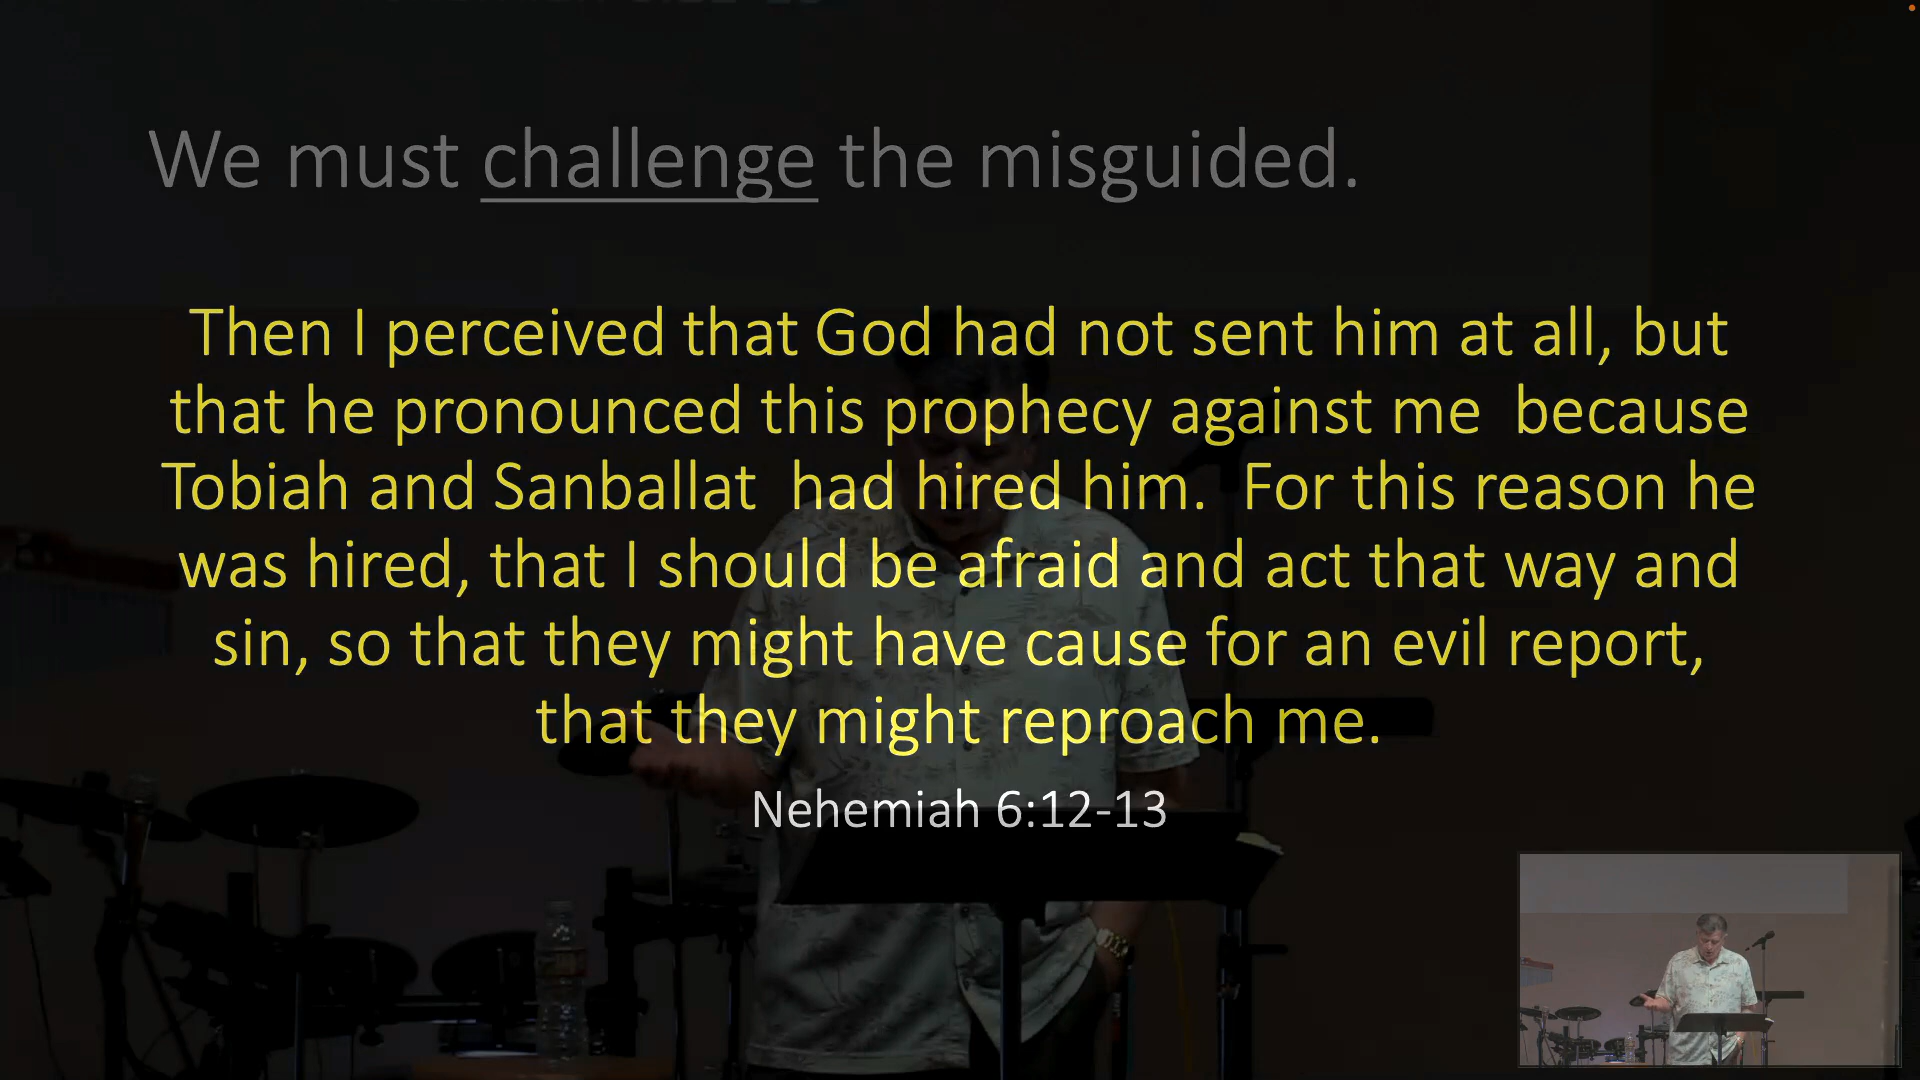 We must challenge the misguided.
Then I perceived that God had not sent him at all, but
that he pronounced this prophecy against me  because
Tobiah and Sanballat  had hired him.  For this reason he
was hired, that I should be afraid and act that way and
sin, so that they might have cause for an evil report,
that they might reproach me.
Nehemiah 6:12-13